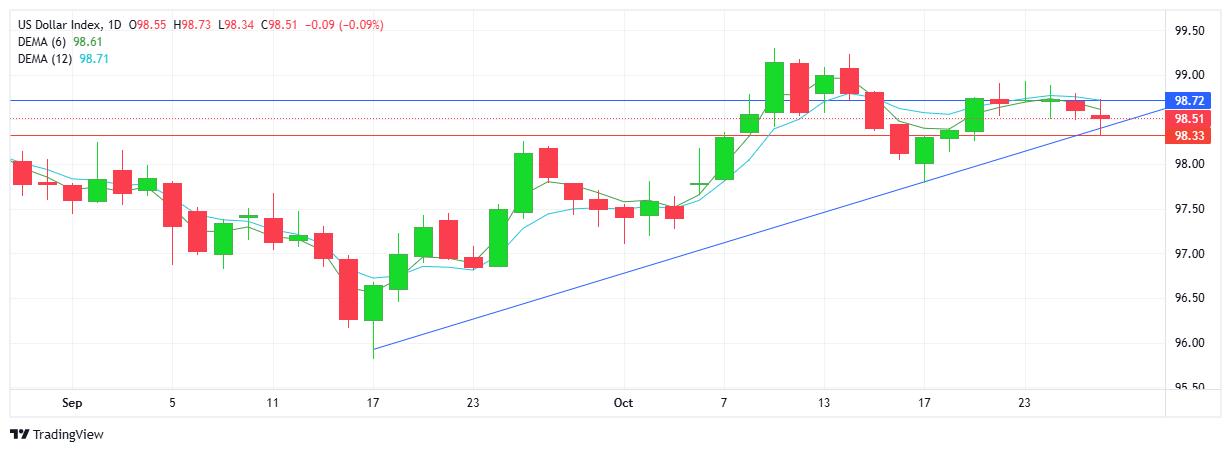 US Dollar Index, 1D O98.55 H98.73 L98.34 C98.51 −0.09 (−0.09%)
DEMA (6) 98.61
DEMA (12) 98.71
99.50
99.00
98.72
98.51
98.33
98.00
97.50
97.00
96.50
96.00
95.50
Sep 5 11 17 23 Oct 7 13 17 23
TradingView